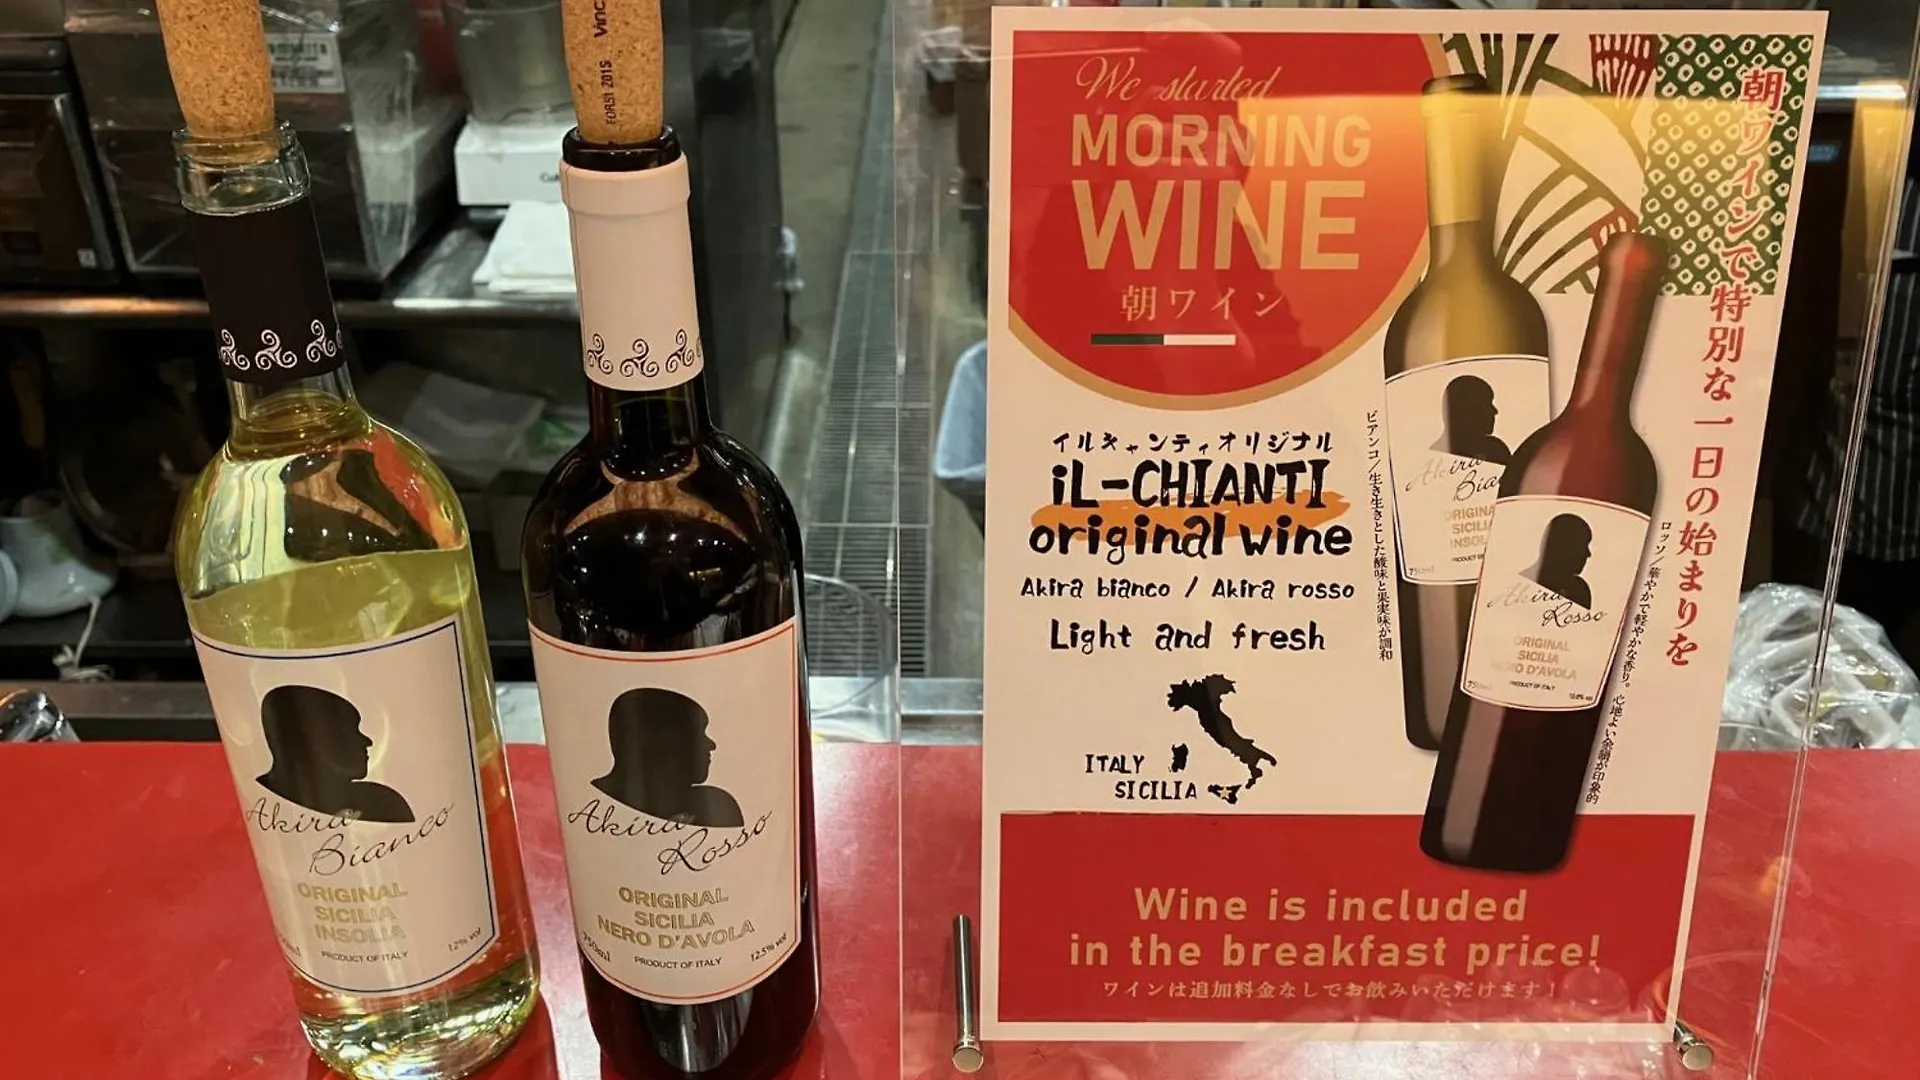 FORSI 2015
Akira
Bianco
ORIGINAL
SICILIA
INSOLIA
PRODUCT OF ITALY
12% vol
Akira
Rosso
ORIGINAL
SICILIA
NERO D'AVOLA
750ml
PRODUCT OF ITALY
12.5% vol
We started
MORNING
WINE
朝ワイン
朝ワインで特別な一日の始まりを
イルキャンティオリジナル
iL-CHIANTI
original wine
Akira bianco / Akira rosso
Light and fresh
ITALY
SICILIA
ビアンコ/生き生きとした酸味と果実味が調和
Akira
ORIGINAL
SICILIA
750ml
ロッソ/華やかで軽やかな香り。心地よい余韻が印象的
Akira
Rosso
ORIGINAL
SICILIA
NERO D'AVOLA
750ml
PRODUCT OF ITALY
Wine is included
in the breakfast price!
ワインは追加料金なしでお飲みいただけます!